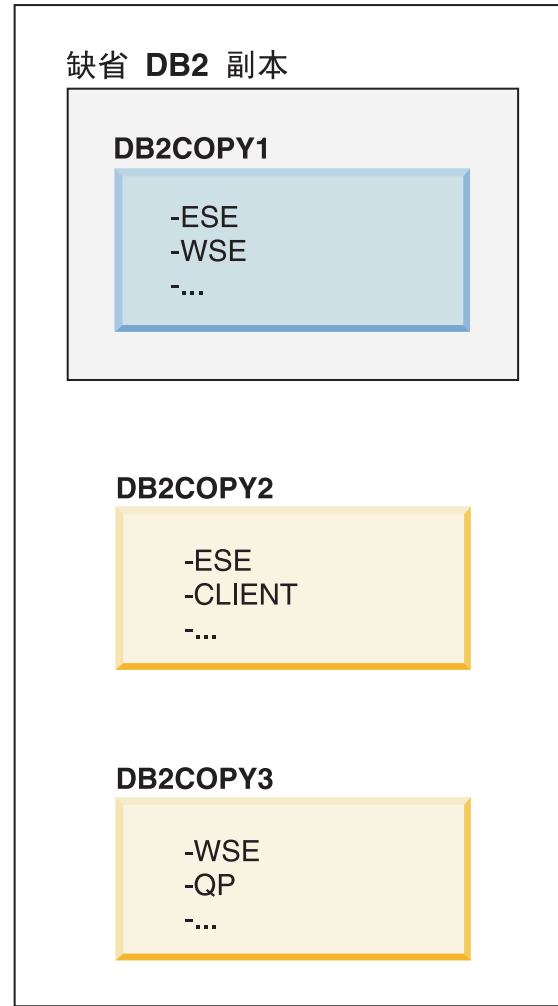 缺省 DB2 副本
DB2COPY1
-ESE
-WSE
-...
DB2COPY2
-ESE
-CLIENT
-...
DB2COPY3
-WSE
-QP
-...